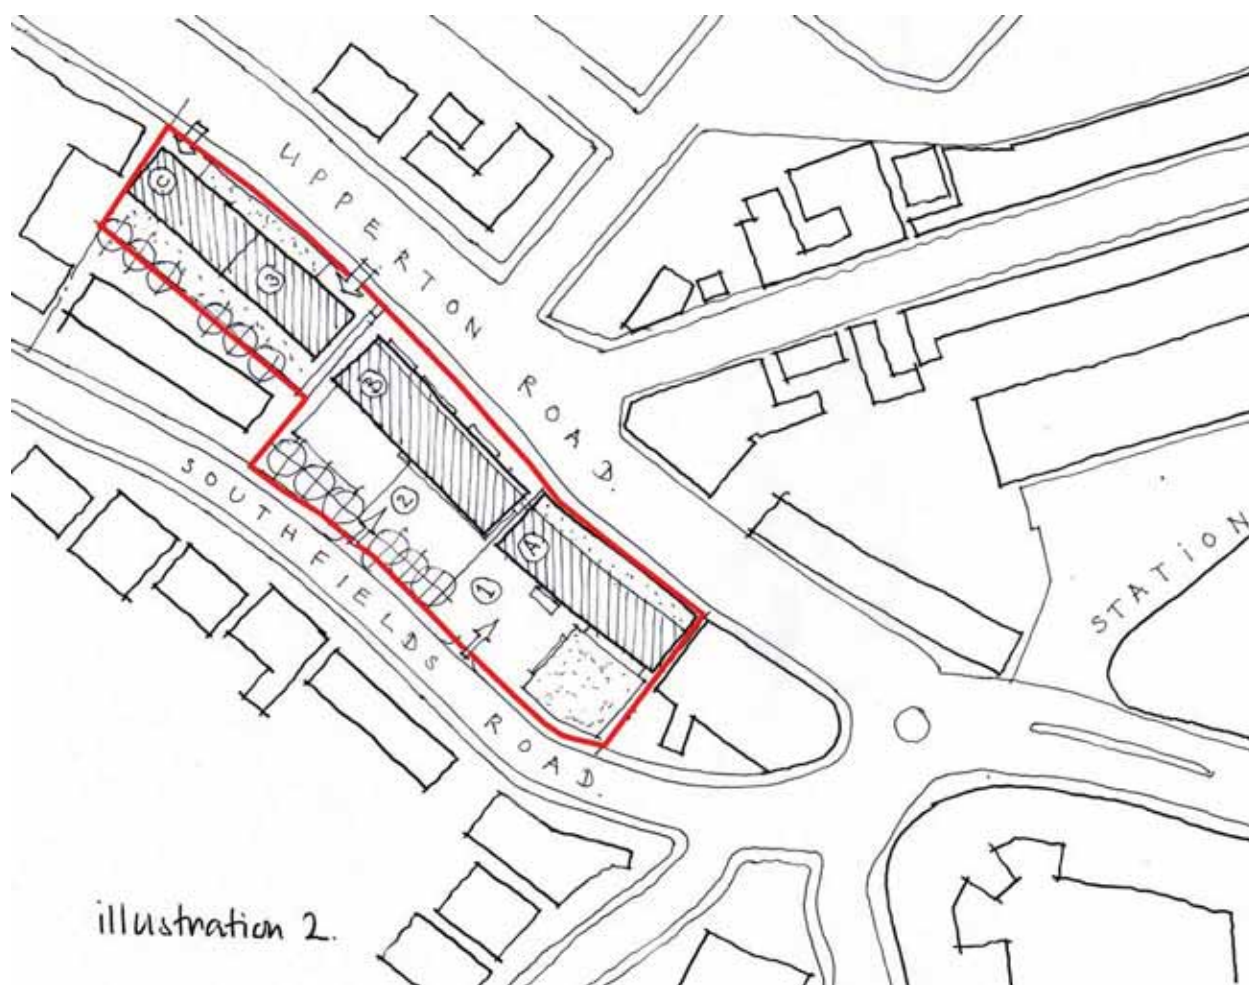 UPPERTON ROAD.
C
3
B
2
A
1
SOUTHFIELDS ROAD.
STATION
illustration 2.